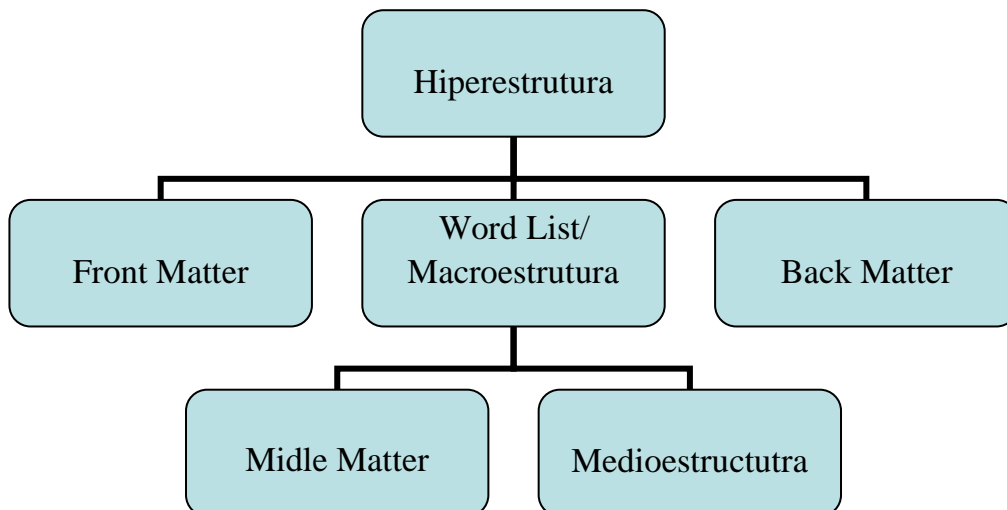 Hiperestrutura
Front Matter
Word List/
Macroestrutura
Back Matter
Midle Matter
Medioestructutra